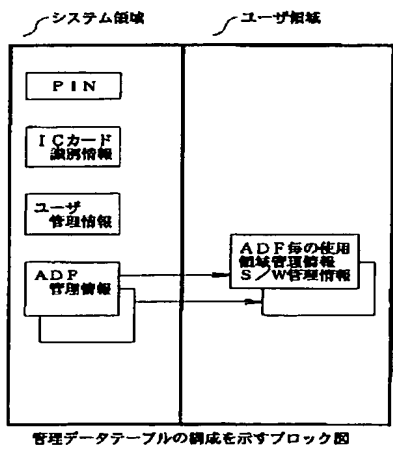 システム領域
ユーザ領域
PIN
ICカード
識別情報
ユーザ
管理情報
ADF
管理情報
ADF毎の使用
領域管理情報
S/W管理情報
管理データテーブルの構成を示すブロック図